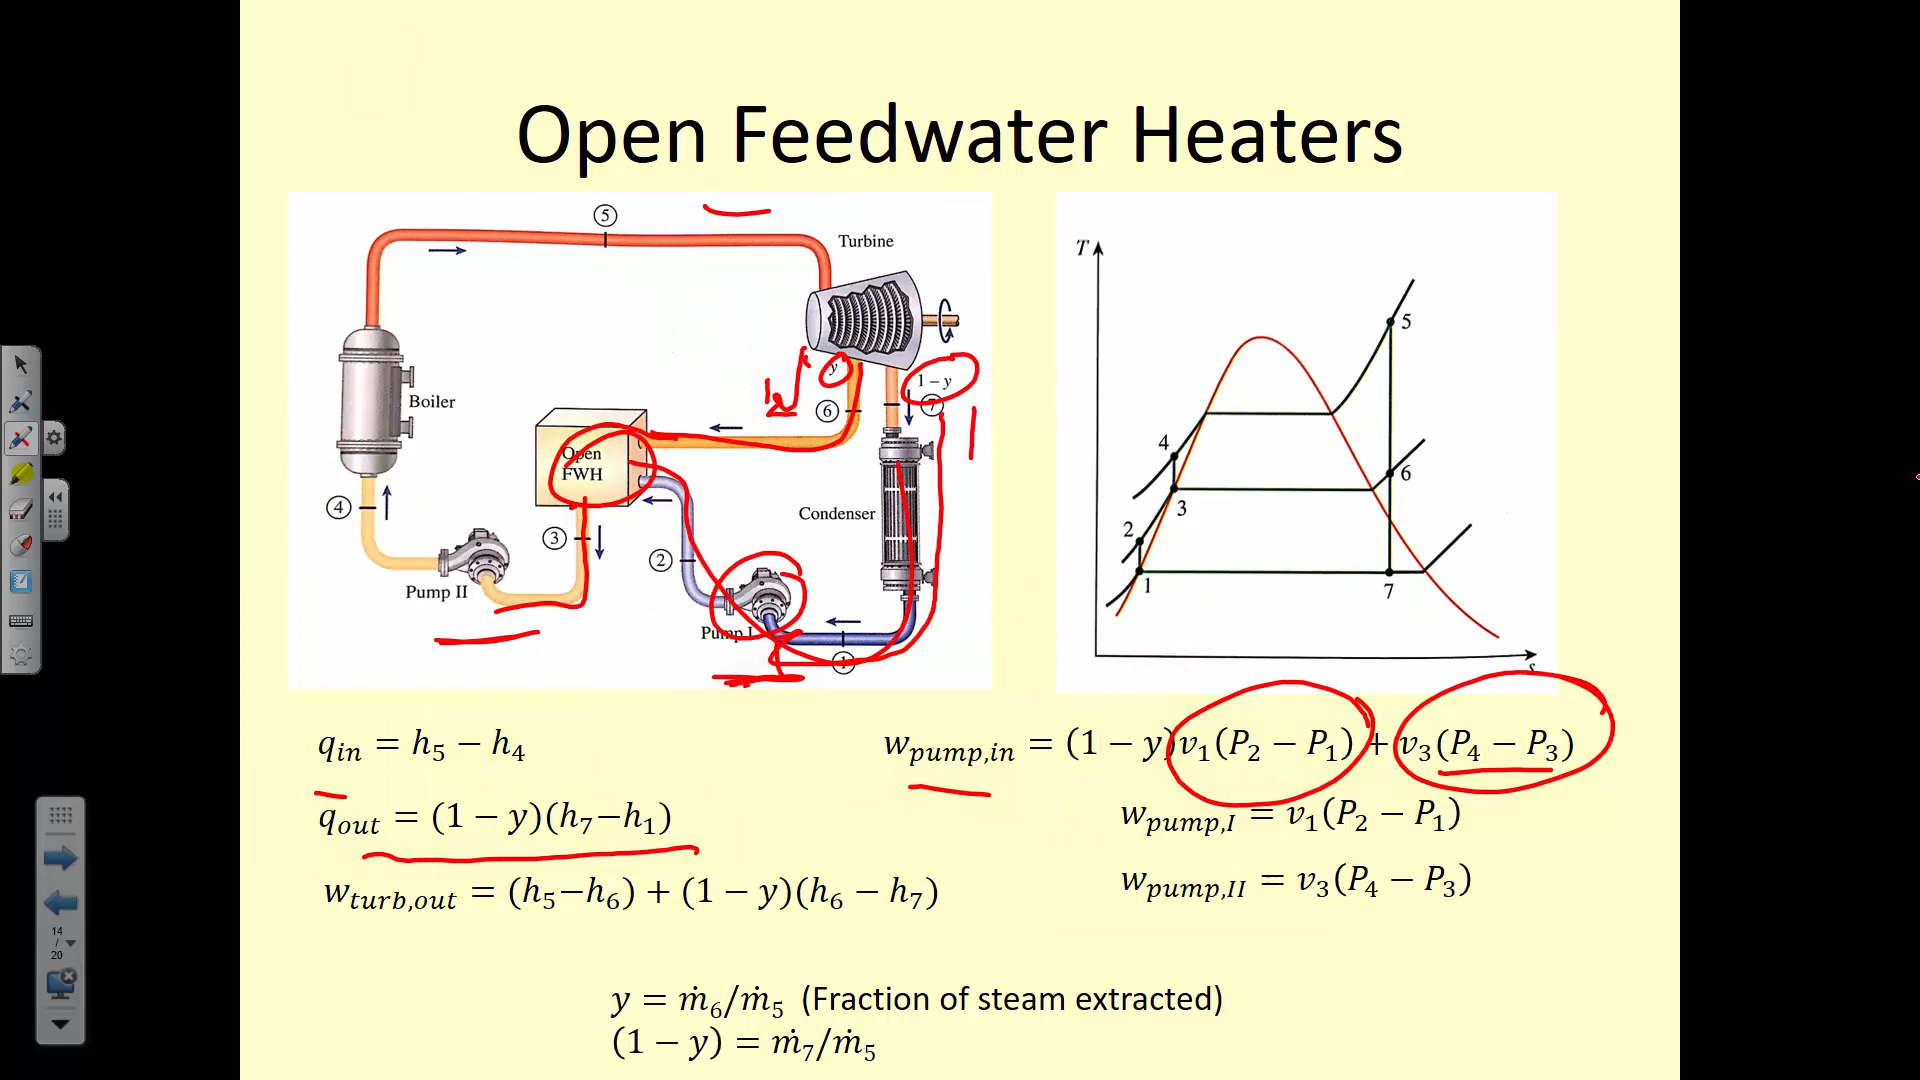 Open Feedwater Heaters
5
Turbine
y
1 – y
6
7
Boiler
Open
FWH
4
3
2
Condenser
Pump II
Pump I
1
T
5
4
6
3
2
1
7
s
q_in = h_5 − h_4
w_pump,in = (1 − y)v_1(P_2 − P_1) + v_3(P_4 − P_3)
q_out = (1 − y)(h_7−h_1)
w_pump,I = v_1(P_2 − P_1)
w_turb,out = (h_5−h_6) + (1 − y)(h_6 − h_7)
w_pump,II = v_3(P_4 − P_3)
y = ṁ_6/ṁ_5 (Fraction of steam extracted)
(1 − y) = ṁ_7/ṁ_5
14
/
20